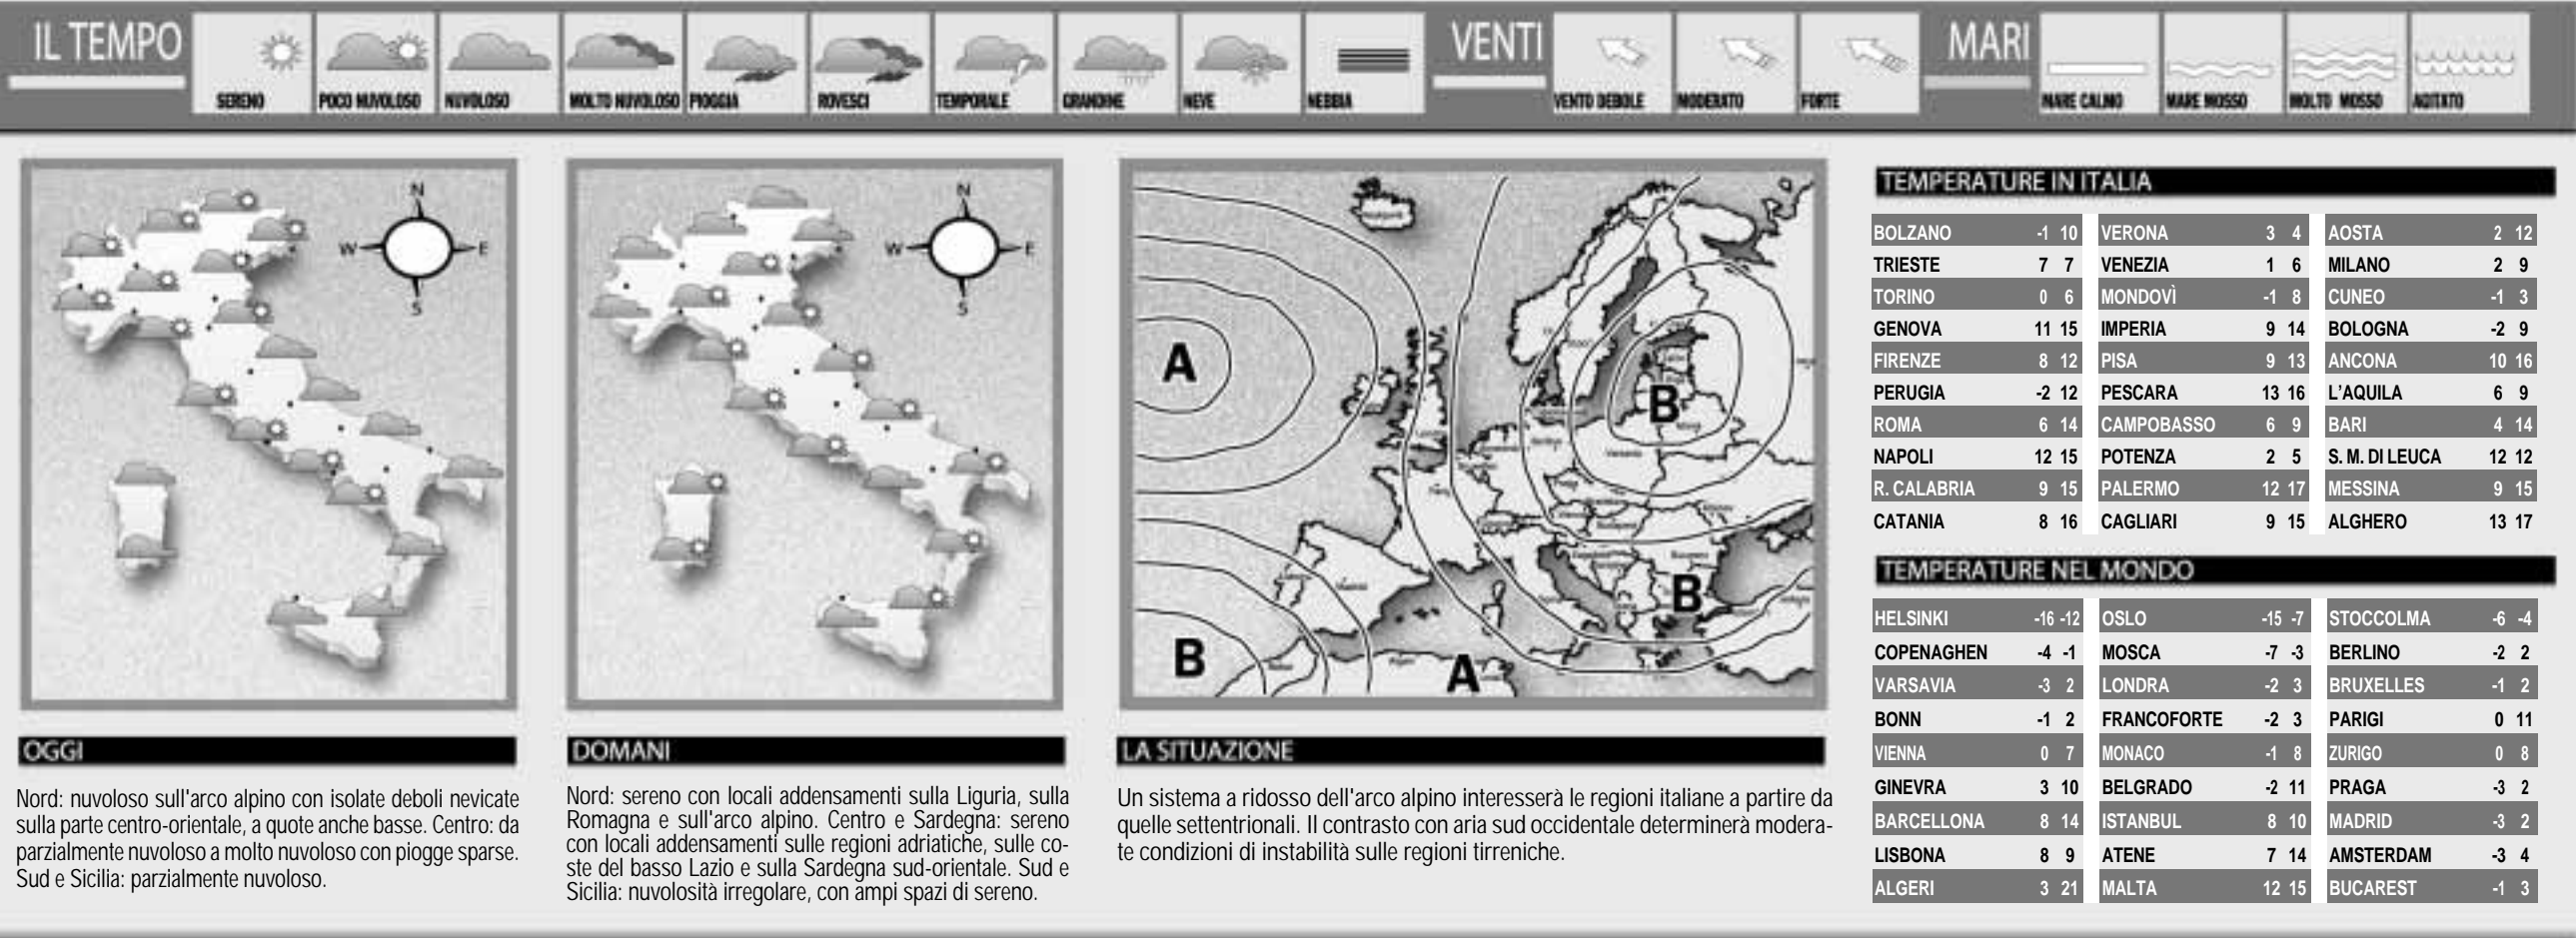 IL TEMPO
SERENO
POCO NUVOLOSO
NUVOLOSO
MOLTO NUVOLOSO
PIOGGIA
ROVESCI
TEMPORALE
GRANDINE
NEVE
NEBBIA
VENTI
VENTO DEBOLE
MODERATO
FORTE
MARI
MARE CALMO
MARE MOSSO
MOLTO MOSSO
AGITATO
N
W E
S
N
W E
S
A
B
B
B
A
OGGI
Nord: nuvoloso sull'arco alpino con isolate deboli nevicate
sulla parte centro-orientale, a quote anche basse. Centro: da
parzialmente nuvoloso a molto nuvoloso con piogge sparse.
Sud e Sicilia: parzialmente nuvoloso.
DOMANI
Nord: sereno con locali addensamenti sulla Liguria, sulla
Romagna e sull'arco alpino. Centro e Sardegna: sereno
con locali addensamenti sulle regioni adriatiche, sulle co-
ste del basso Lazio e sulla Sardegna sud-orientale. Sud e
Sicilia: nuvolosità irregolare, con ampi spazi di sereno.
LA SITUAZIONE
Un sistema a ridosso dell'arco alpino interesserà le regioni italiane a partire da
quelle settentrionali. Il contrasto con aria sud occidentale determinerà modera-
te condizioni di instabilità sulle regioni tirreniche.
TEMPERATURE IN ITALIA
BOLZANO -1 10 VERONA 3 4 AOSTA 2 12
TRIESTE 7 7 VENEZIA 1 6 MILANO 2 9
TORINO 0 6 MONDOVÌ -1 8 CUNEO -1 3
GENOVA 11 15 IMPERIA 9 14 BOLOGNA -2 9
FIRENZE 8 12 PISA 9 13 ANCONA 10 16
PERUGIA -2 12 PESCARA 13 16 L'AQUILA 6 9
ROMA 6 14 CAMPOBASSO 6 9 BARI 4 14
NAPOLI 12 15 POTENZA 2 5 S. M. DI LEUCA 12 12
R. CALABRIA 9 15 PALERMO 12 17 MESSINA 9 15
CATANIA 8 16 CAGLIARI 9 15 ALGHERO 13 17
TEMPERATURE NEL MONDO
HELSINKI -16 -12 OSLO -15 -7 STOCCOLMA -6 -4
COPENAGHEN -4 -1 MOSCA -7 -3 BERLINO -2 2
VARSAVIA -3 2 LONDRA -2 3 BRUXELLES -1 2
BONN -1 2 FRANCOFORTE -2 3 PARIGI 0 11
VIENNA 0 7 MONACO -1 8 ZURIGO 0 8
GINEVRA 3 10 BELGRADO -2 11 PRAGA -3 2
BARCELLONA 8 14 ISTANBUL 8 10 MADRID -3 2
LISBONA 8 9 ATENE 7 14 AMSTERDAM -3 4
ALGERI 3 21 MALTA 12 15 BUCAREST -1 3